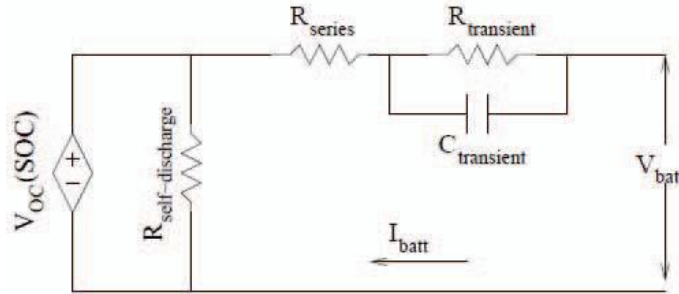 R_series
R_transient
C_transient
V_OC(SOC)
+
−
R_self−discharge
V_bat
I_batt